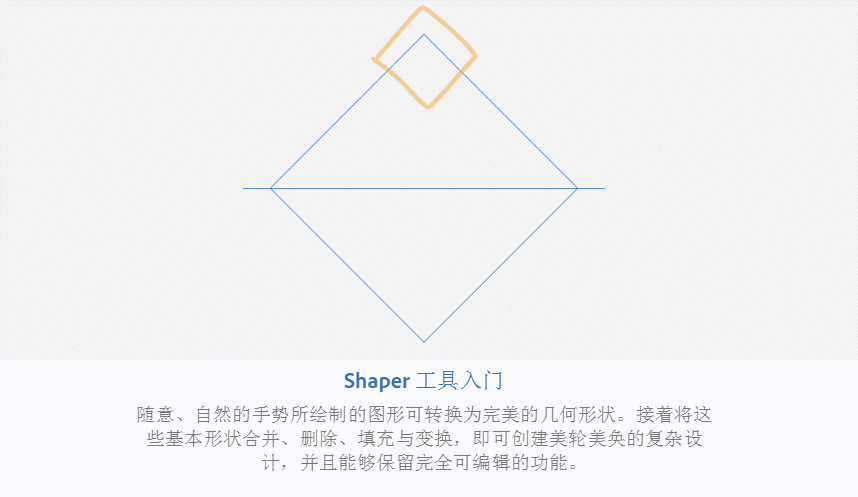 Shaper 工具入门
随意、自然的手势所绘制的图形可转换为完美的几何形状。接着将这
些基本形状合并、删除、填充与变换，即可创建美轮美奂的复杂设
计，并且能够保留完全可编辑的功能。